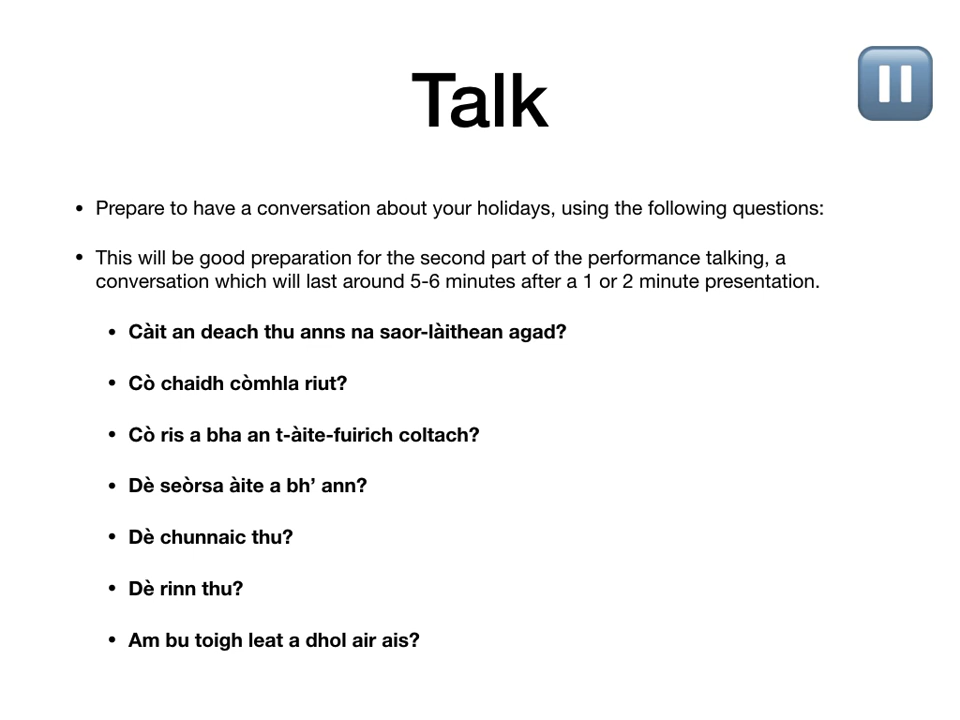 Talk
• Prepare to have a conversation about your holidays, using the following questions:
• This will be good preparation for the second part of the performance talking, a
conversation which will last around 5-6 minutes after a 1 or 2 minute presentation.
• Càit an deach thu anns na saor-làithean agad?
• Cò chaidh còmhla riut?
• Cò ris a bha an t-àite-fuirich coltach?
• Dè seòrsa àite a bh’ ann?
• Dè chunnaic thu?
• Dè rinn thu?
• Am bu toigh leat a dhol air ais?